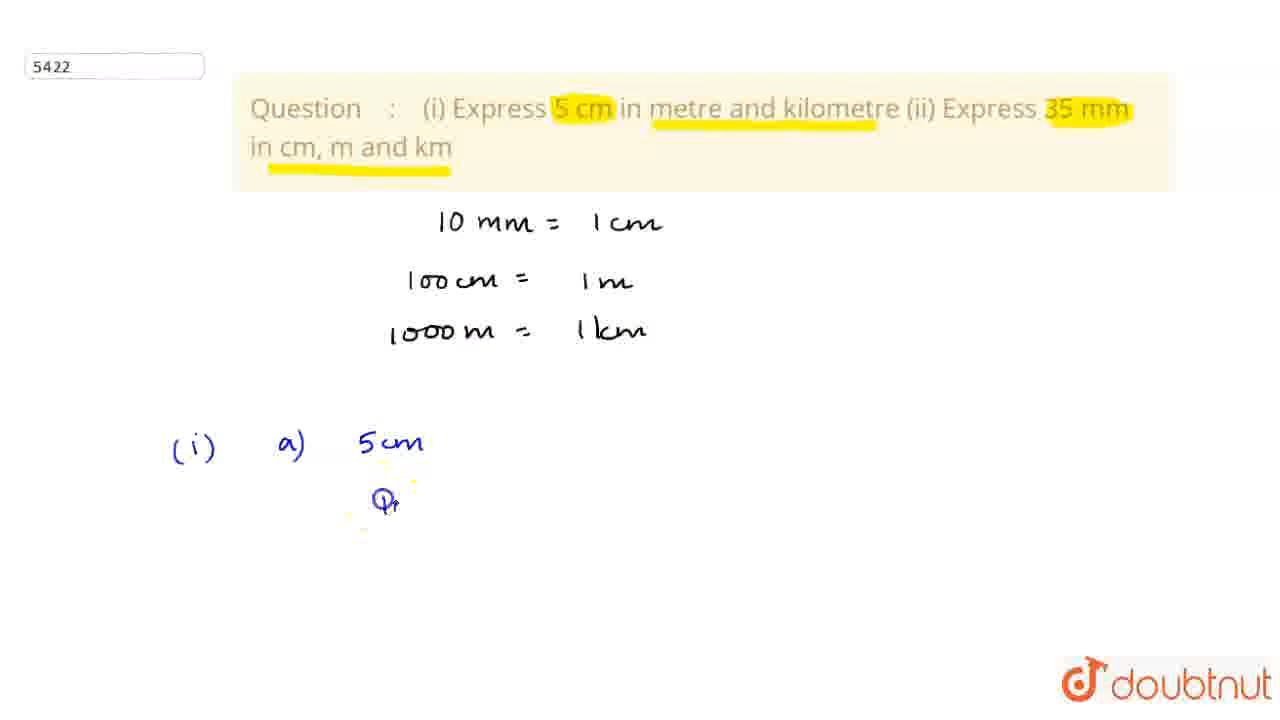 5422
Question : (i) Express 5 cm in metre and kilometre (ii) Express 35 mm
in cm, m and km
10 mm = 1 cm
100 cm = 1 m
1000 m = 1 km
(i) a) 5 cm
doubtnut